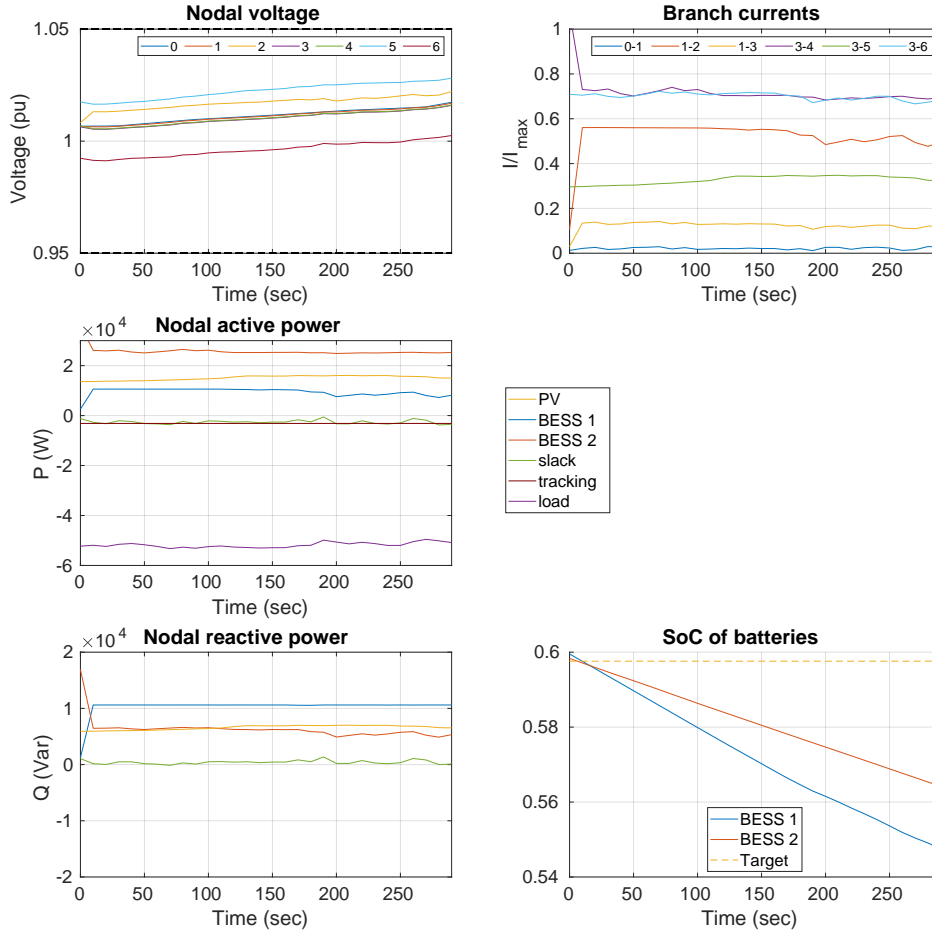 Nodal voltage
1.05
0 1 2 3 4 5 6
Voltage (pu)
1
0.95
0 50 100 150 200 250
Time (sec)
Branch currents
1
0-1 1-2 1-3 3-4 3-5 3-6
0.8
0.6
I/I_max
0.4
0.2
0
0 50 100 150 200 250
Time (sec)
×10^4 Nodal active power
2
0
P (W)
-2
-4
-6
0 50 100 150 200 250
Time (sec)
PV
BESS 1
BESS 2
slack
tracking
load
×10^4 Nodal reactive power
2
1
Q (Var)
0
-1
-2
0 50 100 150 200 250
Time (sec)
SoC of batteries
0.6
0.58
0.56
BESS 1
BESS 2
Target
0.54
0 50 100 150 200 250
Time (sec)